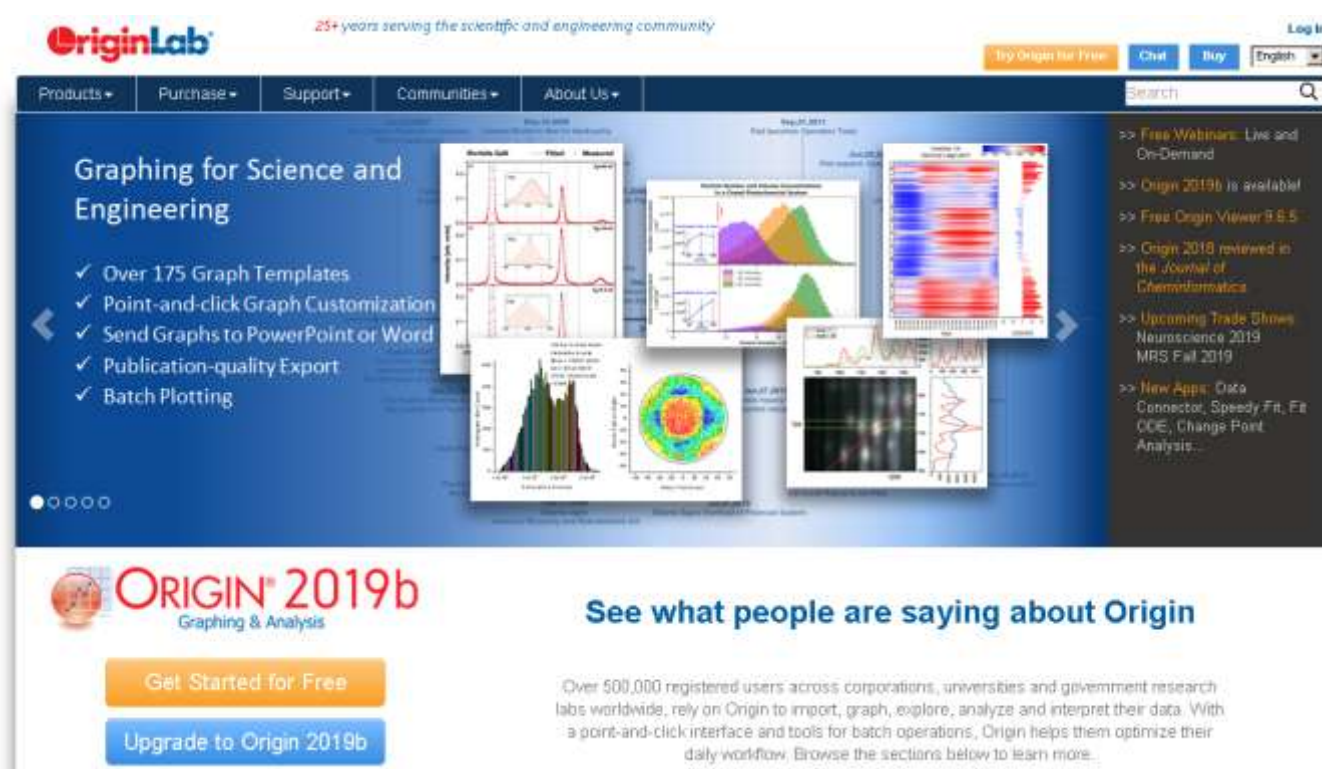 OriginLab®
25+ years serving the scientific and engineering community
Log In
Try Origin for Free
Chat
Buy
English
Products
Purchase
Support
Communities
About Us
Search
Graphing for Science and
Engineering
✓ Over 175 Graph Templates
✓ Point-and-click Graph Customization
✓ Send Graphs to PowerPoint or Word
✓ Publication-quality Export
✓ Batch Plotting
>> Free Webinars: Live and
On-Demand
>> Origin 2019b is available!
>> Free Origin Viewer 9.6.5
>> Origin 2018 reviewed in
the Journal of
Cheminformatics
>> Upcoming Trade Shows
Neuroscience 2019
MRS Fall 2019
>> New Apps: Data
Connector, Speedy Fit, Fit
ODE, Change Point
Analysis...
ORIGIN® 2019b
Graphing & Analysis
Get Started for Free
Upgrade to Origin 2019b
See what people are saying about Origin
Over 500,000 registered users across corporations, universities and government research
labs worldwide, rely on Origin to import, graph, explore, analyze and interpret their data. With
a point-and-click interface and tools for batch operations, Origin helps them optimize their
daily workflow. Browse the sections below to learn more.